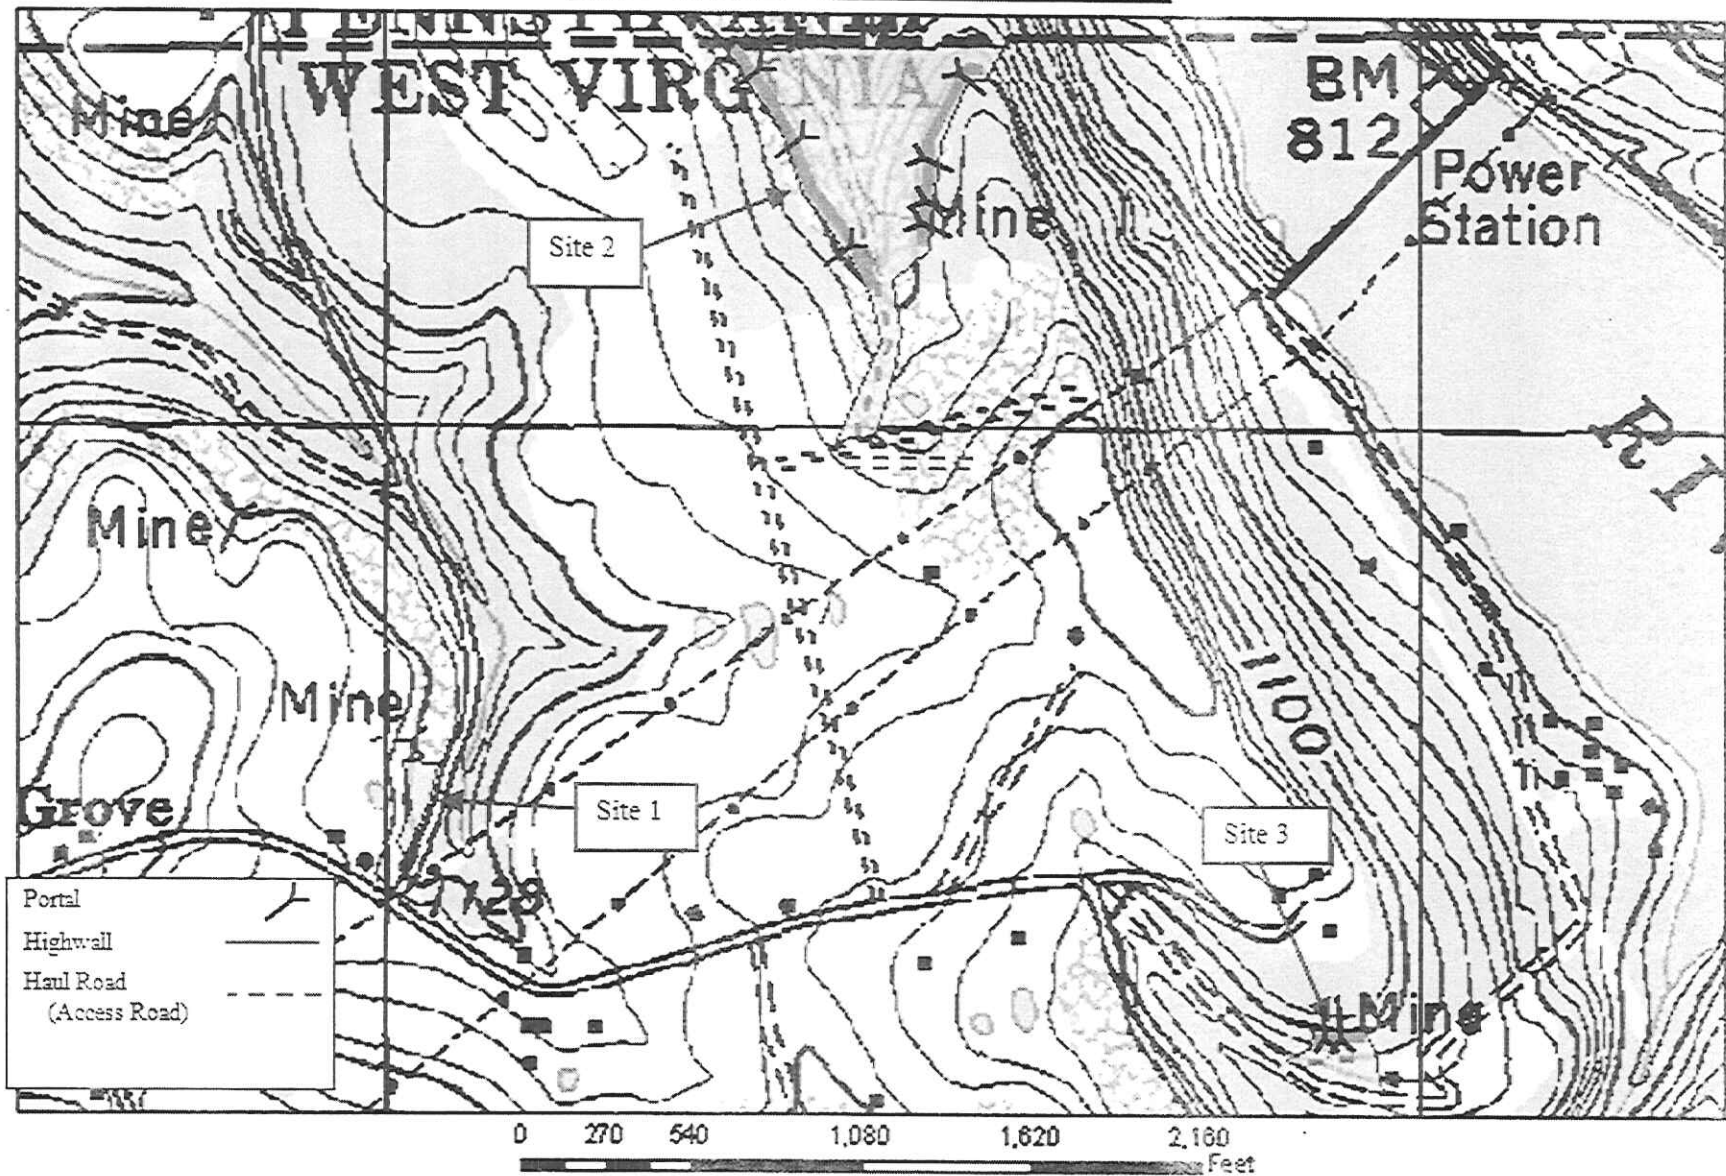 PENNSYLVANIA
WEST VIRGINIA
Mine
BM
812
Power
Station
Site 2
Mine
Mine
Mine
1100
Grove
Site 1
Site 3
Mine
Portal
Highwall
Haul Road
(Access Road)
0 270 540 1,080 1,620 2,160
Feet